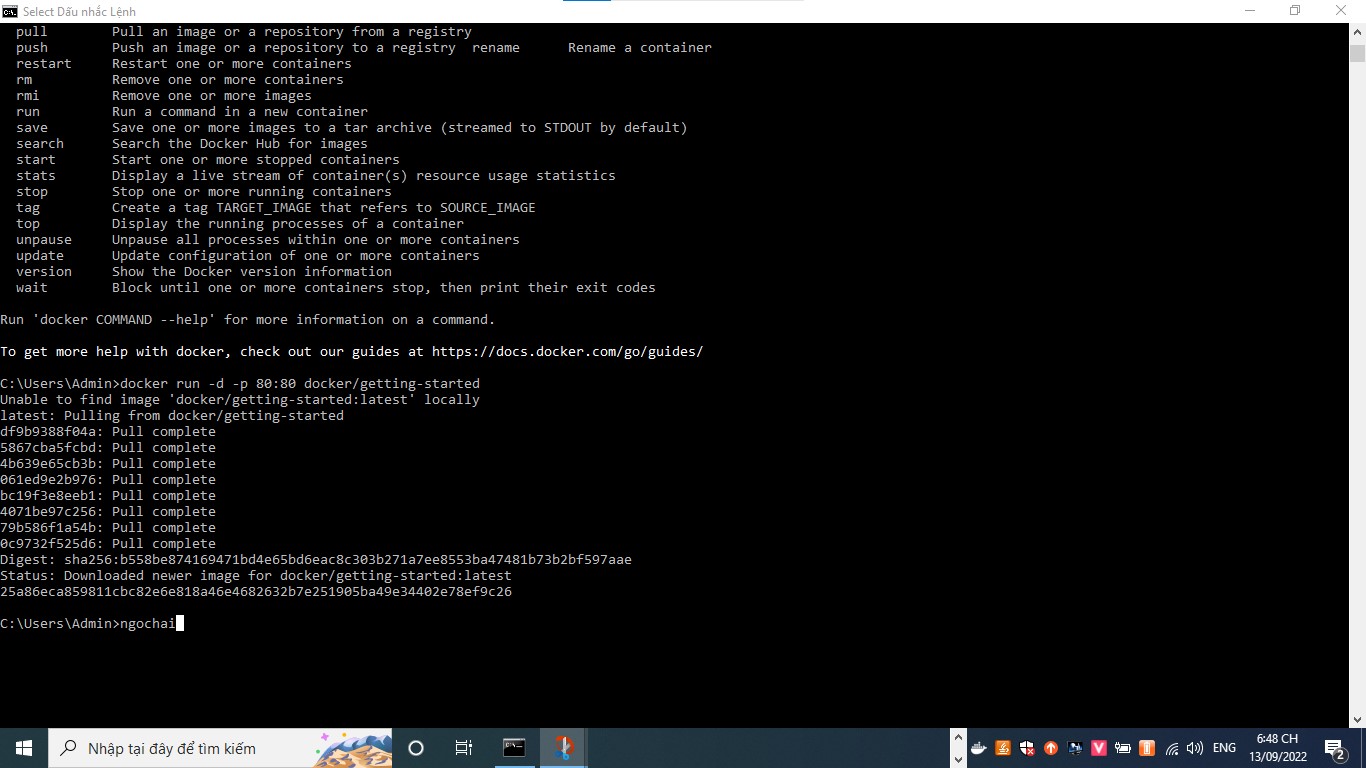 Select Dấu nhắc Lệnh
pull        Pull an image or a repository from a registry
push        Push an image or a repository to a registry  rename      Rename a container
restart     Restart one or more containers
rm          Remove one or more containers
rmi         Remove one or more images
run         Run a command in a new container
save        Save one or more images to a tar archive (streamed to STDOUT by default)
search      Search the Docker Hub for images
start       Start one or more stopped containers
stats       Display a live stream of container(s) resource usage statistics
stop        Stop one or more running containers
tag         Create a tag TARGET_IMAGE that refers to SOURCE_IMAGE
top         Display the running processes of a container
unpause     Unpause all processes within one or more containers
update      Update configuration of one or more containers
version     Show the Docker version information
wait        Block until one or more containers stop, then print their exit codes
Run 'docker COMMAND --help' for more information on a command.
To get more help with docker, check out our guides at https://docs.docker.com/go/guides/
C:\Users\Admin>docker run -d -p 80:80 docker/getting-started
Unable to find image 'docker/getting-started:latest' locally
latest: Pulling from docker/getting-started
df9b9388f04a: Pull complete
5867cba5fcbd: Pull complete
4b639e65cb3b: Pull complete
061ed9e2b976: Pull complete
bc19f3e8eeb1: Pull complete
4071be97c256: Pull complete
79b586f1a54b: Pull complete
0c9732f525d6: Pull complete
Digest: sha256:b558be874169471bd4e65bd6eac8c303b271a7ee8553ba47481b73b2bf597aae
Status: Downloaded newer image for docker/getting-started:latest
25a86eca859811cbc82e6e818a46e4682632b7e251905ba49e34402e78ef9c26
C:\Users\Admin>ngochai
Nhập tại đây để tìm kiếm
ENG
6:48 CH
13/09/2022
2